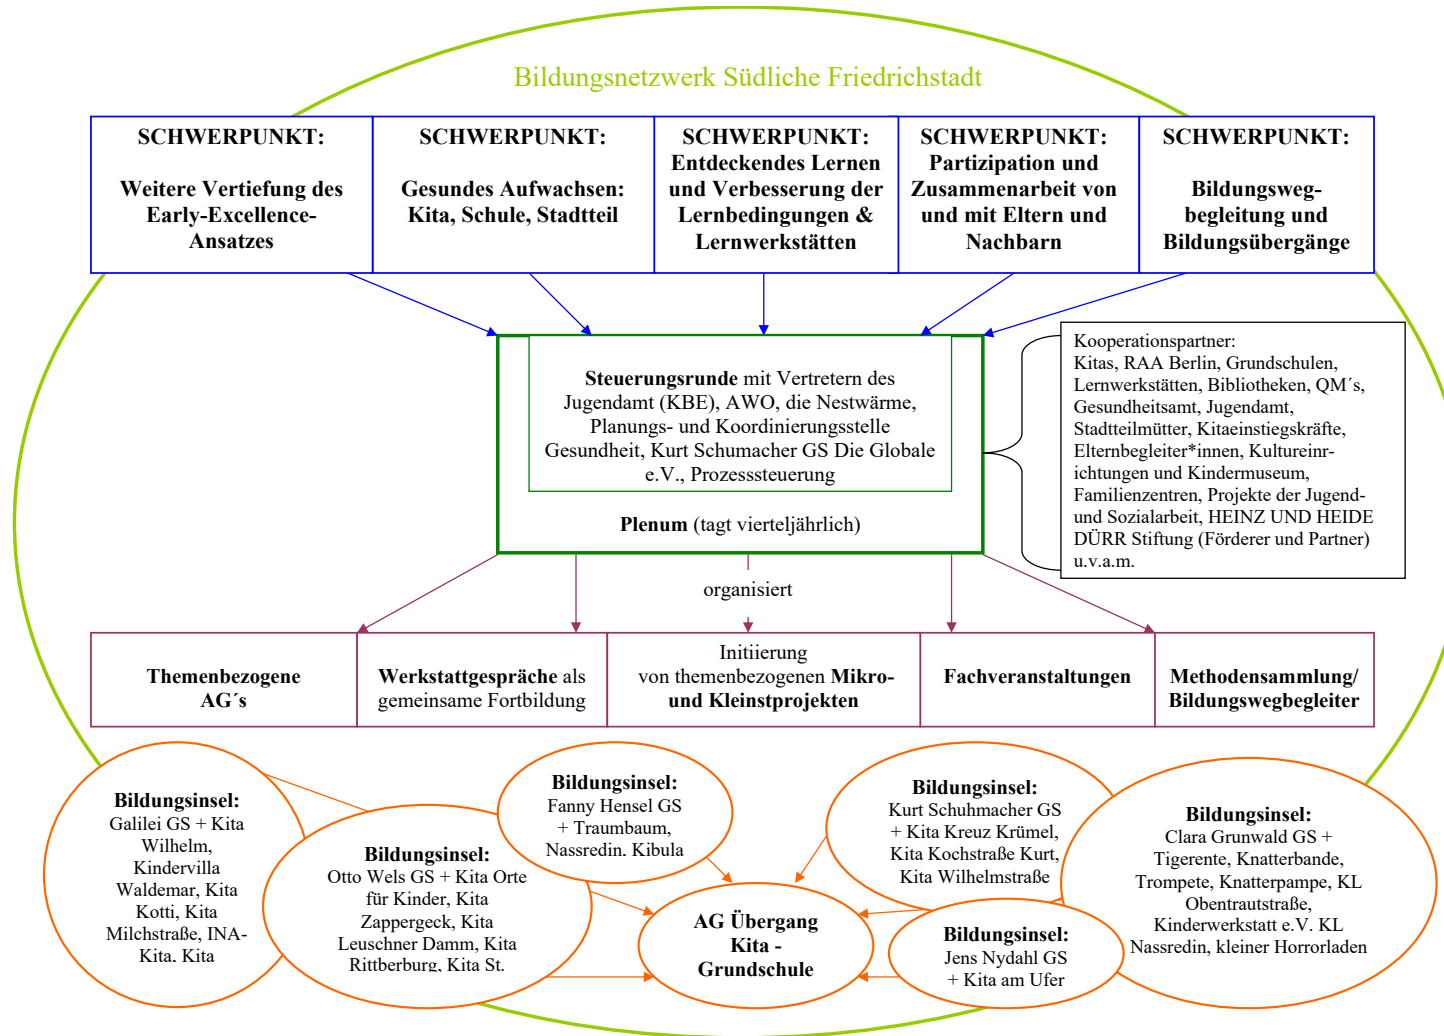 Bildungsnetzwerk Südliche Friedrichstadt
SCHWERPUNKT:
Weitere Vertiefung des
Early-Excellence-
Ansatzes
SCHWERPUNKT:
Gesundes Aufwachsen:
Kita, Schule, Stadtteil
SCHWERPUNKT:
Entdeckendes Lernen
und Verbesserung der
Lernbedingungen &
Lernwerkstätten
SCHWERPUNKT:
Partizipation und
Zusammenarbeit von
und mit Eltern und
Nachbarn
SCHWERPUNKT:
Bildungsweg-
begleitung und
Bildungsübergänge
Steuerungsrunde mit Vertretern des
Jugendamt (KBE), AWO, die Nestwärme,
Planungs- und Koordinierungsstelle
Gesundheit, Kurt Schumacher GS Die Globale
e.V., Prozesssteuerung
Plenum (tagt vierteljährlich)
Kooperationspartner:
Kitas, RAA Berlin, Grundschulen,
Lernwerkstätten, Bibliotheken, QM´s,
Gesundheitsamt, Jugendamt,
Stadtteilmütter, Kitaeinstiegskräfte,
Elternbegleiter*innen, Kultureinr-
ichtungen und Kindermuseum,
Familienzentren, Projekte der Jugend-
und Sozialarbeit, HEINZ UND HEIDE
DÜRR Stiftung (Förderer und Partner)
u.v.a.m.
organisiert
Themenbezogene
AG´s
Werkstattgespräche als
gemeinsame Fortbildung
Initiierung
von themenbezogenen Mikro-
und Kleinstprojekten
Fachveranstaltungen
Methodensammlung/
Bildungswegbegleiter
Bildungsinsel:
Galilei GS + Kita
Wilhelm,
Kindervilla
Waldemar, Kita
Kotti, Kita
Milchstraße, INA-
Kita, Kita
Bildungsinsel:
Otto Wels GS + Kita Orte
für Kinder, Kita
Zappergeck, Kita
Leuschner Damm, Kita
Rittberburg, Kita St.
Bildungsinsel:
Fanny Hensel GS
+ Traumbaum,
Nassredin, Kibula
AG Übergang
Kita -
Grundschule
Bildungsinsel:
Kurt Schuhmacher GS
+ Kita Kreuz Krümel,
Kita Kochstraße Kurt,
Kita Wilhelmstraße
Bildungsinsel:
Jens Nydahl GS
+ Kita am Ufer
Bildungsinsel:
Clara Grunwald GS +
Tigerente, Knatterbande,
Trompete, Knatterpampe, KL
Obentrautstraße,
Kinderwerkstatt e.V. KL
Nassredin, kleiner Horrorladen